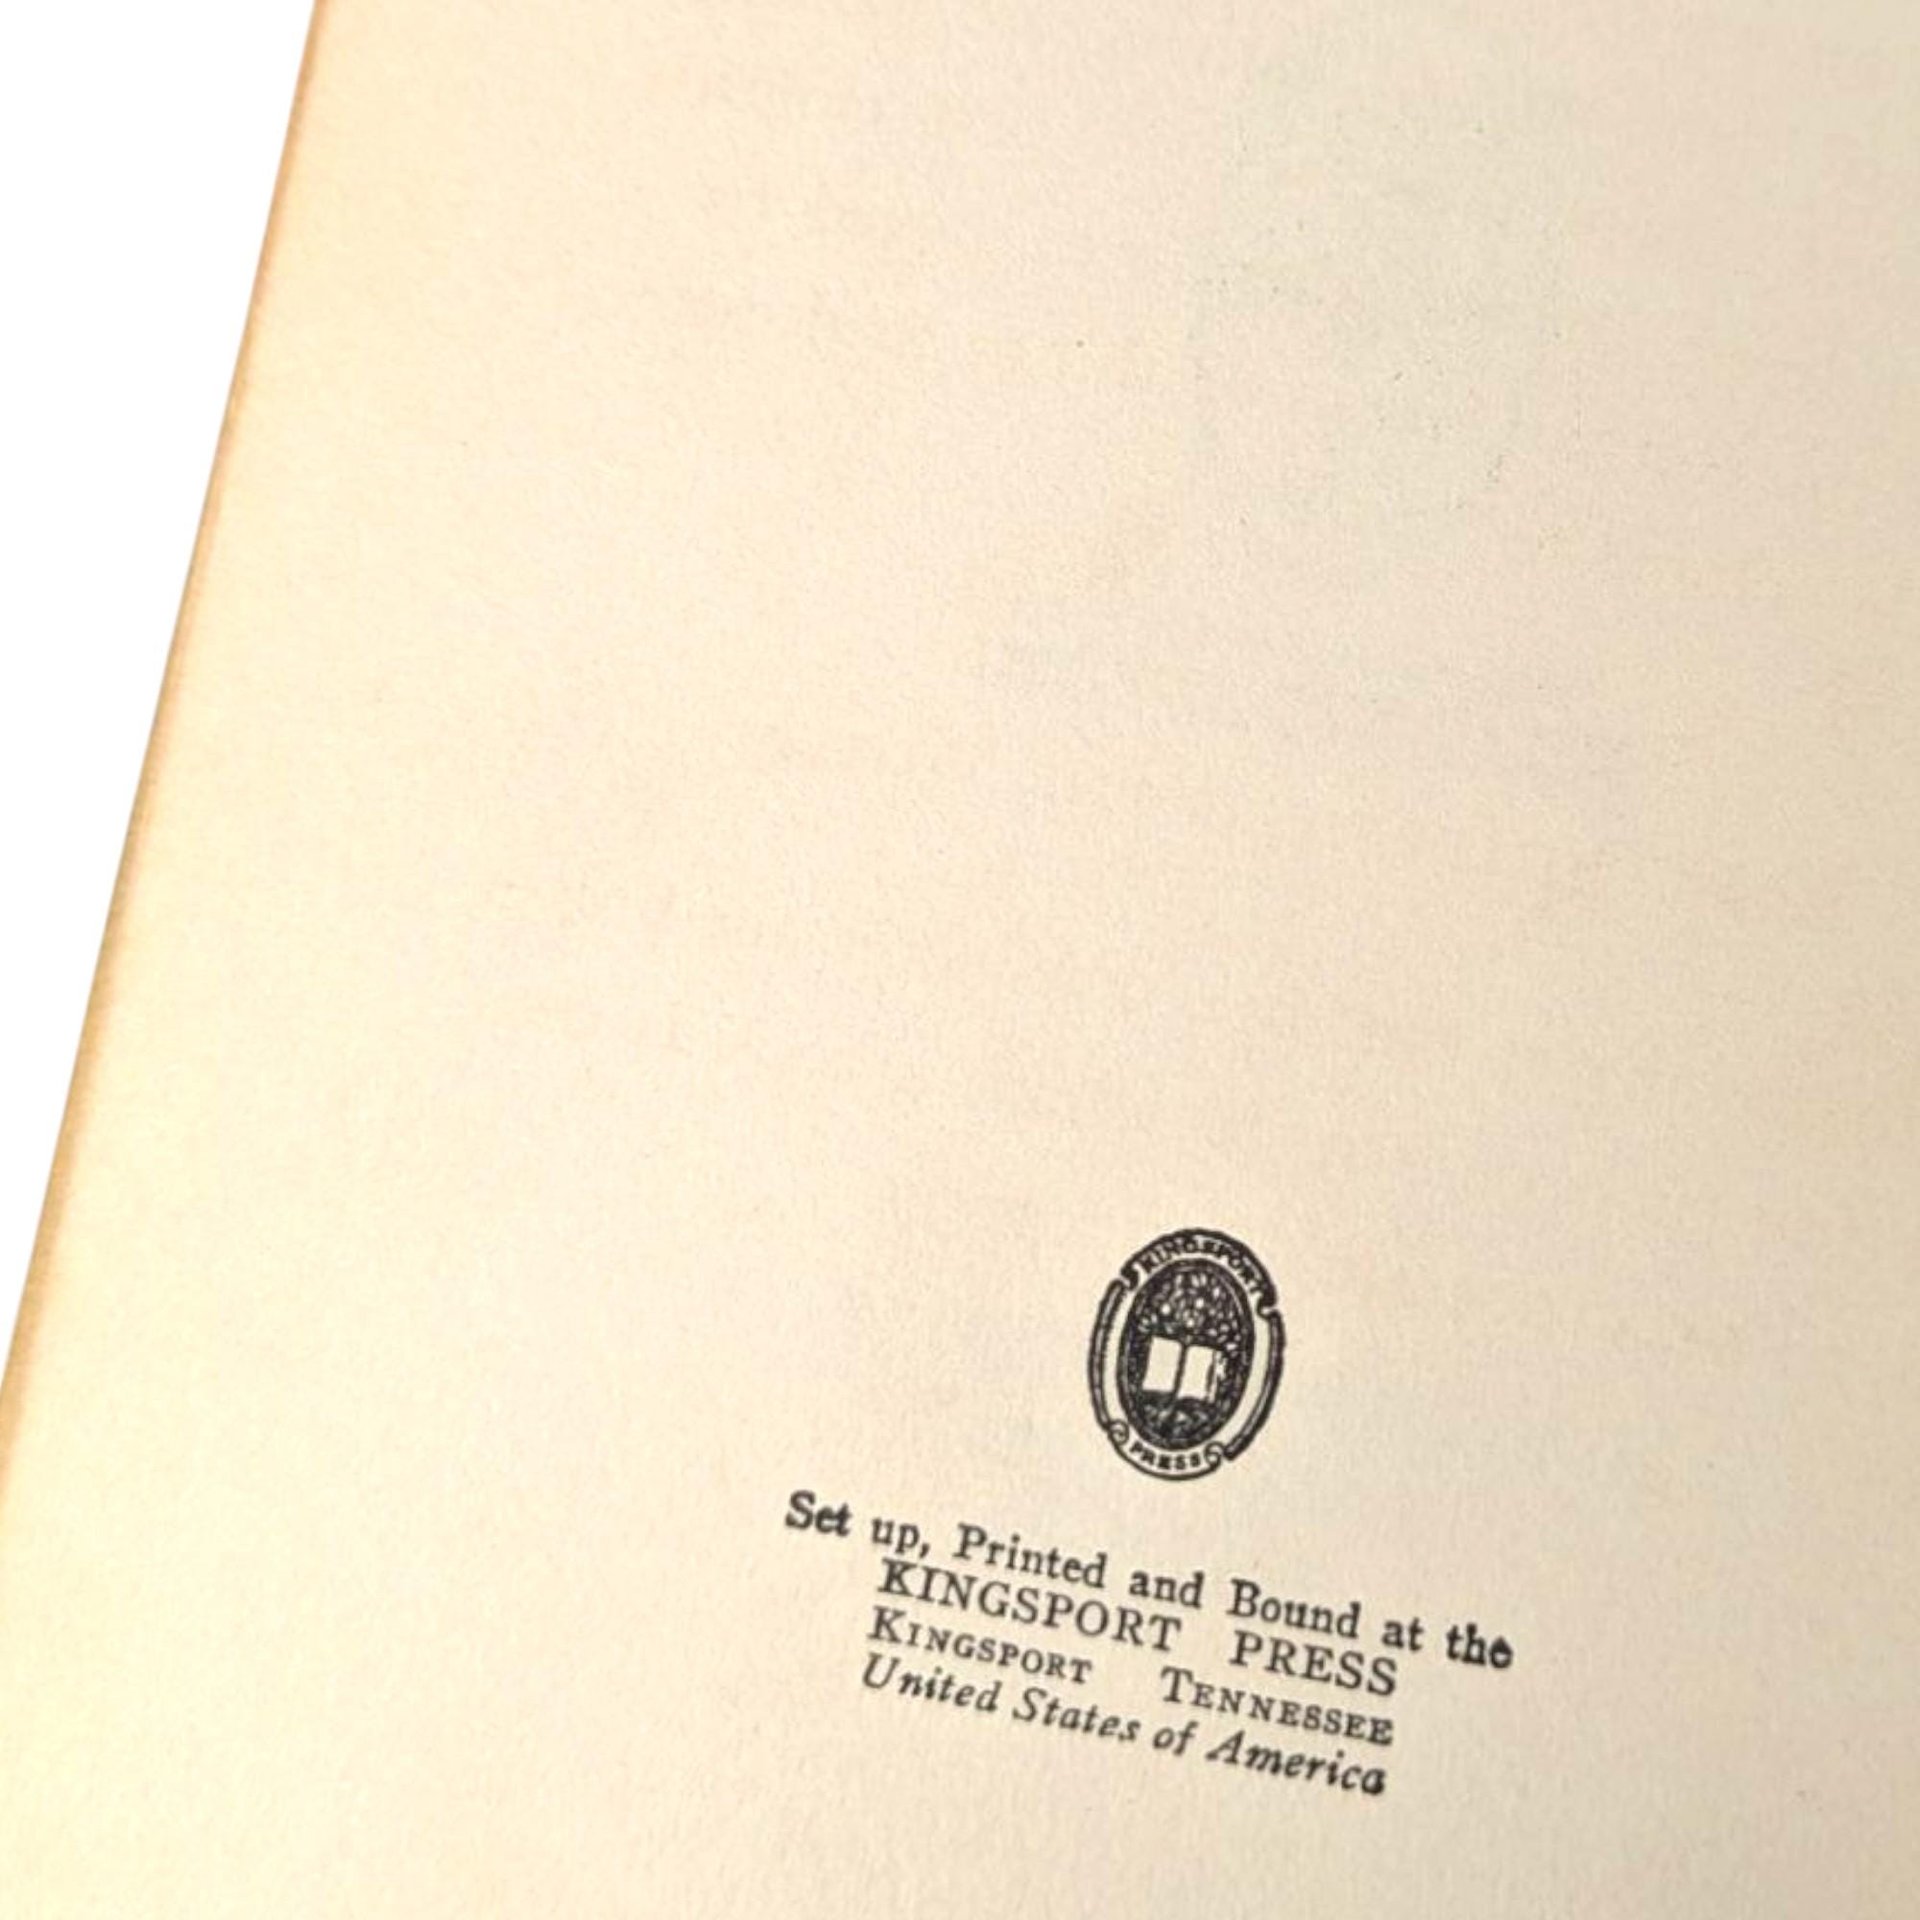 KINGSPORT
PRESS
Set up, Printed and Bound at the
KINGSPORT PRESS
KINGSPORT TENNESSEE
United States of America